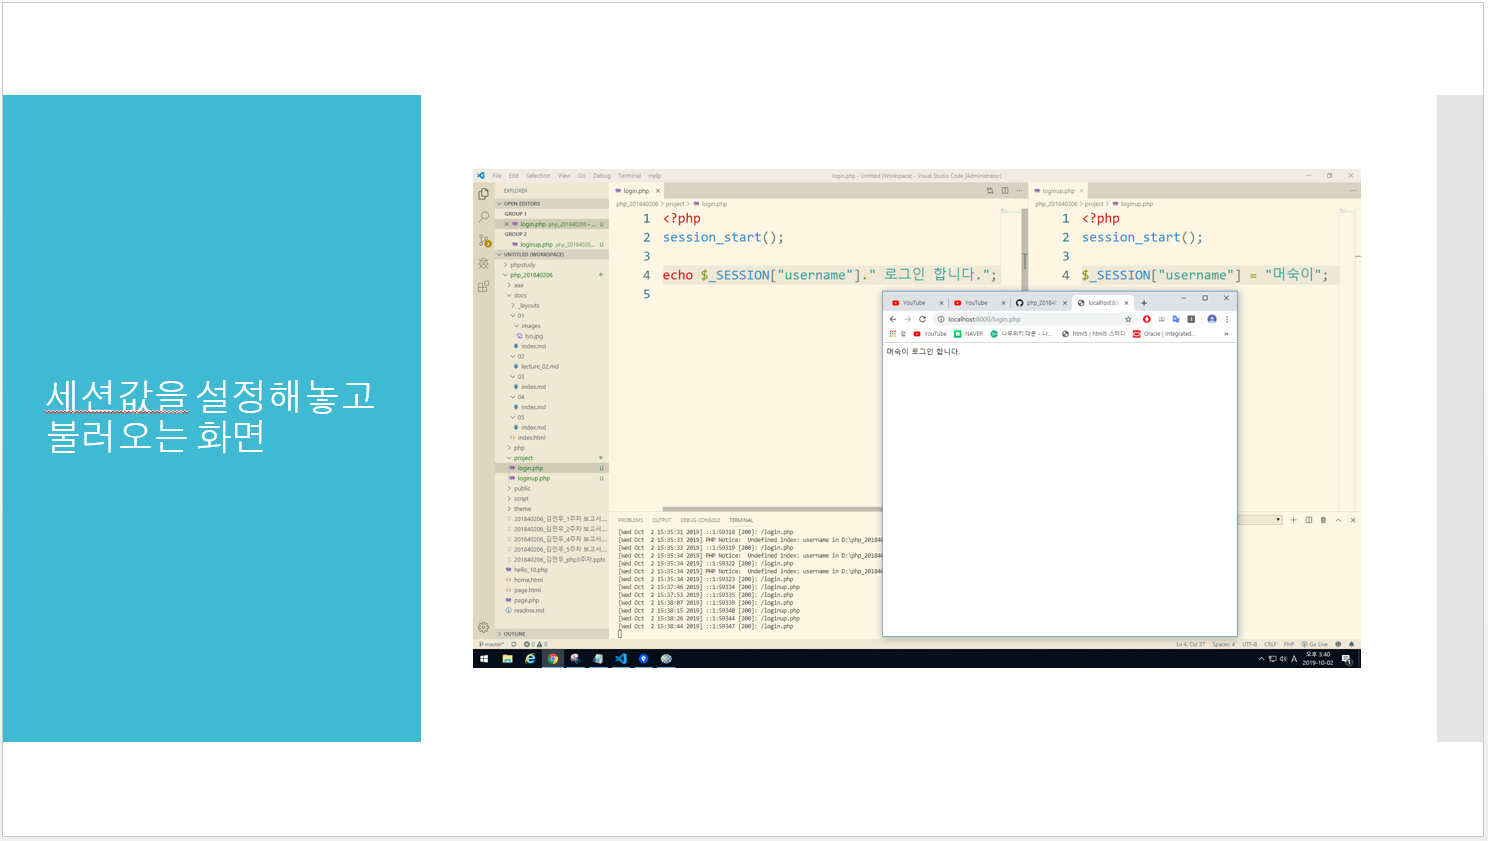 세션값을 설정해놓고
불러오는 화면
File Edit Selection View Go Debug Terminal Help
login.php - Untitled (Workspace) - Visual Studio Code [Administrator]
EXPLORER
OPEN EDITORS
GROUP 1
login.php php_201840206 • ... U
GROUP 2
loginup.php php_20184020... U
UNTITLED (WORKSPACE)
phpstudy
php_201840206
aaa
docs
_layouts
01
images
lyo.jpg
index.md
02
lecture_02.md
03
index.md
04
index.md
05
index.md
index.html
php
project
login.php U
loginup.php U
public
script
theme
201840206_김민우_1주차 보고서....
201840206_김민우_2주차 보고서....
201840206_김민우_4주차 보고서....
201840206_김민우_5주차 보고서....
201840206_김민우_php3주차.pptx
hello_10.php
home.html
page.html
page.php
readme.md
OUTLINE
login.php
php_201840206 > project > login.php
1 <?php
2 session_start();
3
4 echo $_SESSION["username"]." 로그인 합니다.";
5
loginup.php
php_201840206 > project > loginup.php
1 <?php
2 session_start();
3
4 $_SESSION["username"] = "머숙이";
YouTube YouTube php_20184 localhost:80
localhost:8000/login.php
앱 YouTube NAVER 나무위키:대문 - 나... html5 | html5 스터디 Oracle | Integrated...
머숙이 로그인 합니다.
PROBLEMS OUTPUT DEBUG CONSOLE TERMINAL
[Wed Oct  2 15:35:31 2019] ::1:59318 [200]: /login.php
[Wed Oct  2 15:35:33 2019] PHP Notice:  Undefined index: username in D:\php_201840
[Wed Oct  2 15:35:33 2019] ::1:59319 [200]: /login.php
[Wed Oct  2 15:35:34 2019] PHP Notice:  Undefined index: username in D:\php_201840
[Wed Oct  2 15:35:34 2019] ::1:59322 [200]: /login.php
[Wed Oct  2 15:35:34 2019] PHP Notice:  Undefined index: username in D:\php_201840
[Wed Oct  2 15:35:34 2019] ::1:59323 [200]: /login.php
[Wed Oct  2 15:37:46 2019] ::1:59334 [200]: /loginup.php
[Wed Oct  2 15:37:53 2019] ::1:59335 [200]: /login.php
[Wed Oct  2 15:38:07 2019] ::1:59339 [200]: /login.php
[Wed Oct  2 15:38:15 2019] ::1:59340 [200]: /loginup.php
[Wed Oct  2 15:38:26 2019] ::1:59344 [200]: /loginup.php
[Wed Oct  2 15:38:44 2019] ::1:59347 [200]: /login.php
master* 0 0
Ln 4, Col 37 Spaces: 4 UTF-8 CRLF PHP Go Live
A
오후 3:40
2019-10-02